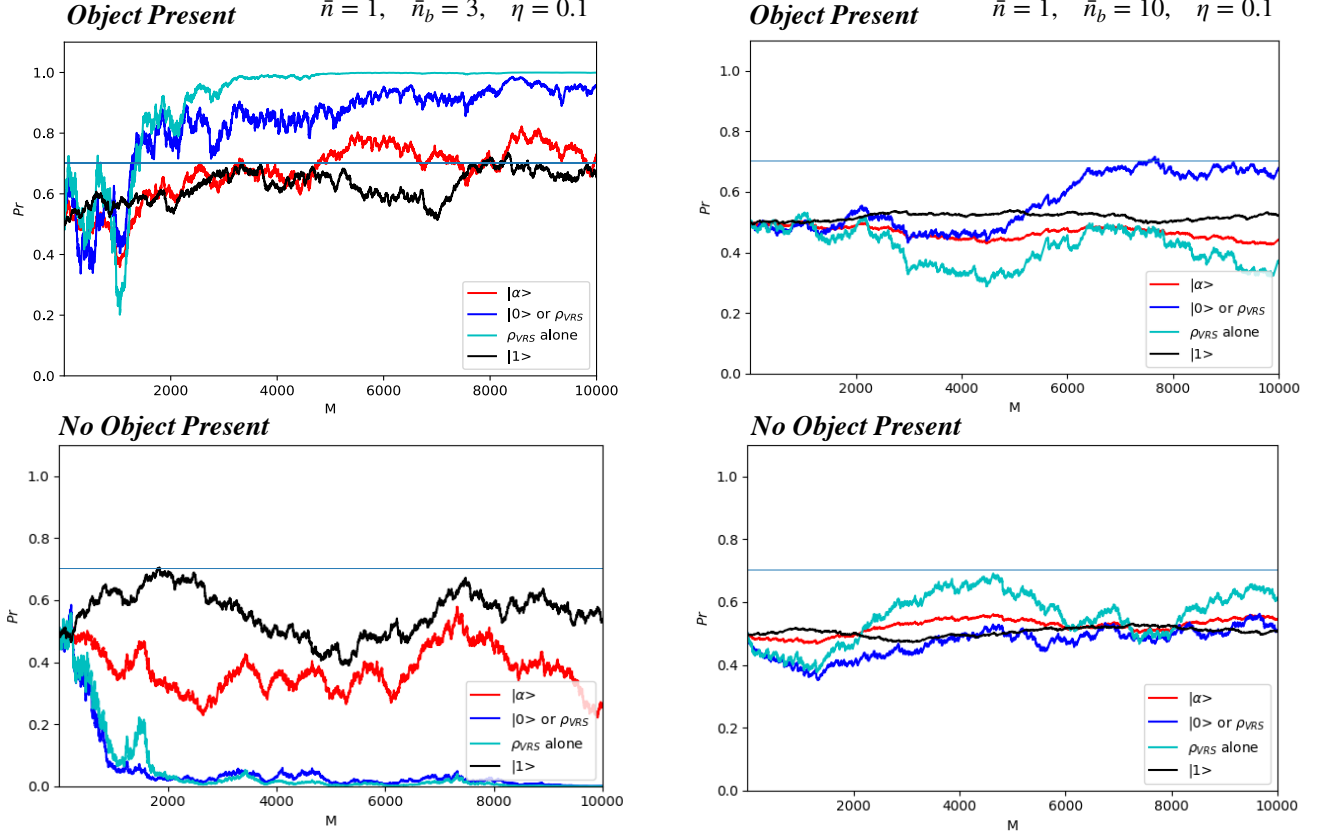 Object Present
n̄ = 1, n̄_b = 3, η = 0.1
1.0
0.8
0.6
0.4
0.2
0.0
Pr
2000 4000 6000 8000 10000
M
|α>
|0> or ρ_VRS
ρ_VRS alone
|1>
Object Present
n̄ = 1, n̄_b = 10, η = 0.1
1.0
0.8
0.6
0.4
0.2
0.0
Pr
2000 4000 6000 8000 10000
M
|α>
|0> or ρ_VRS
ρ_VRS alone
|1>
No Object Present
1.0
0.8
0.6
0.4
0.2
0.0
Pr
2000 4000 6000 8000 10000
M
|α>
|0> or ρ_VRS
ρ_VRS alone
|1>
No Object Present
1.0
0.8
0.6
0.4
0.2
0.0
Pr
2000 4000 6000 8000 10000
M
|α>
|0> or ρ_VRS
ρ_VRS alone
|1>